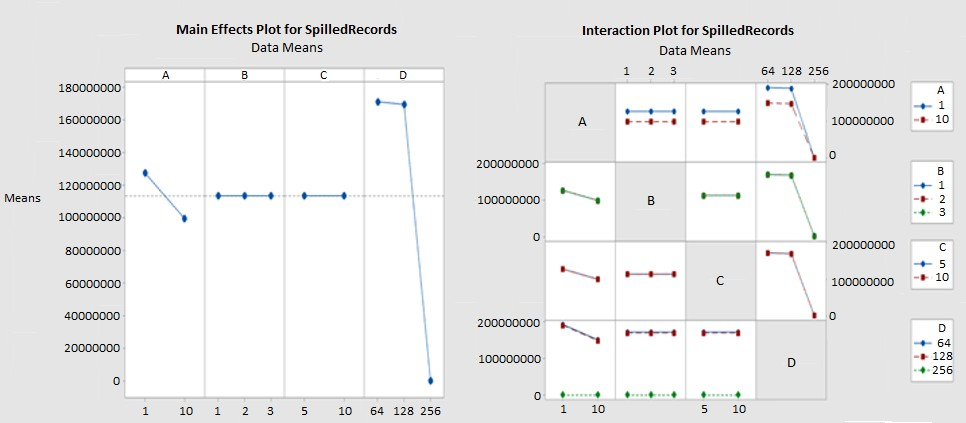 Main Effects Plot for SpilledRecords
Data Means
A B C D
180000000
160000000
140000000
120000000
100000000
80000000
60000000
40000000
20000000
0
Means
1 10 1 2 3 5 10 64 128 256
Interaction Plot for SpilledRecords
Data Means
1 2 3 64 128 256
A
200000000
100000000
0
200000000
100000000
0
B
C
200000000
100000000
0
200000000
100000000
0
D
1 10 5 10
A
1
10
B
1
2
3
C
5
10
D
64
128
256